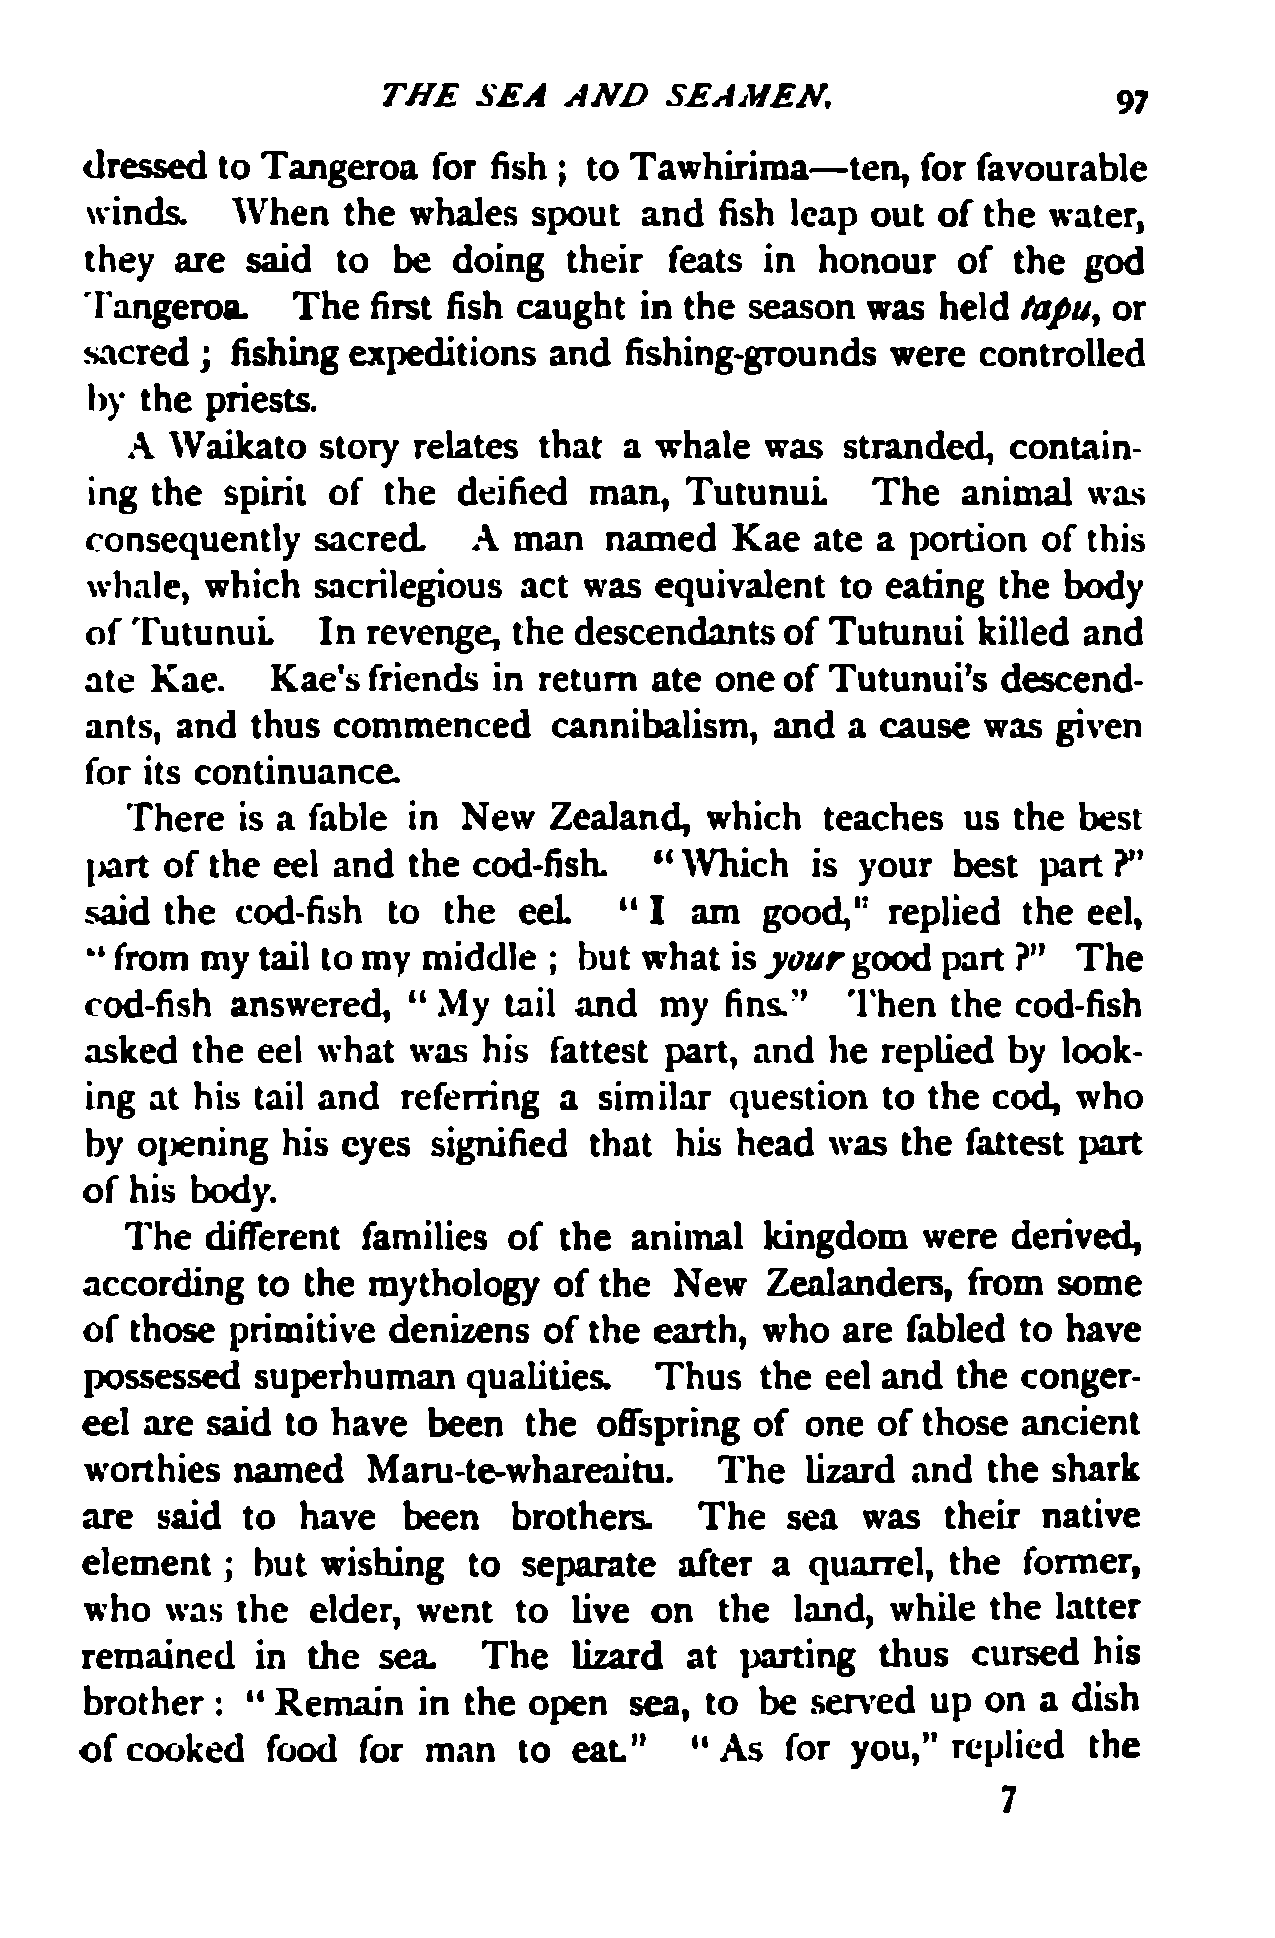 THE SEA AND SEAMEN. 97
dressed to Tangeroa for fish ; to Tawhirima—ten, for favourable
winds. When the whales spout and fish leap out of the water,
they are said to be doing their feats in honour of the god
Tangeroa. The first fish caught in the season was held tapu, or
sacred ; fishing expeditions and fishing-grounds were controlled
by the priests.
A Waikato story relates that a whale was stranded, contain-
ing the spirit of the deified man, Tutunui. The animal was
consequently sacred. A man named Kae ate a portion of this
whale, which sacrilegious act was equivalent to eating the body
of Tutunui. In revenge, the descendants of Tutunui killed and
ate Kae. Kae's friends in return ate one of Tutunui's descend-
ants, and thus commenced cannibalism, and a cause was given
for its continuance.
There is a fable in New Zealand, which teaches us the best
part of the eel and the cod-fish. "Which is your best part ?"
said the cod-fish to the eel. "I am good," replied the eel,
"from my tail to my middle ; but what is your good part ?" The
cod-fish answered, "My tail and my fins." Then the cod-fish
asked the eel what was his fattest part, and he replied by look-
ing at his tail and referring a similar question to the cod, who
by opening his eyes signified that his head was the fattest part
of his body.
The different families of the animal kingdom were derived,
according to the mythology of the New Zealanders, from some
of those primitive denizens of the earth, who are fabled to have
possessed superhuman qualities. Thus the eel and the conger-
eel are said to have been the offspring of one of those ancient
worthies named Maru-te-whareaitu. The lizard and the shark
are said to have been brothers. The sea was their native
element ; but wishing to separate after a quarrel, the former,
who was the elder, went to live on the land, while the latter
remained in the sea. The lizard at parting thus cursed his
brother : "Remain in the open sea, to be served up on a dish
of cooked food for man to eat." "As for you," replied the
7